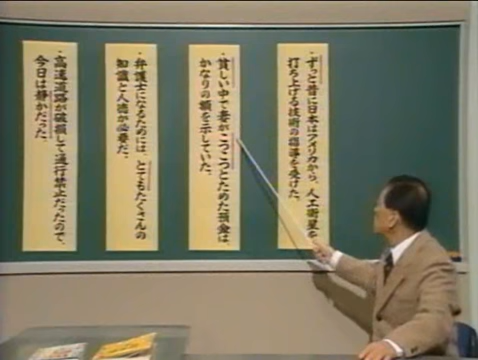 ・ずっと昔に日本はアメリカから、人工衛星を
打ち上げる技術の指導を受けた。
・貧しい中で妻がこつこつとためた預金は、
かなりの額を示していた。
・弁護士になるためには、とてもたくさんの
知識と人徳が必要だ。
・高速道路が破損して通行禁止だったので、
今日は静かだった。